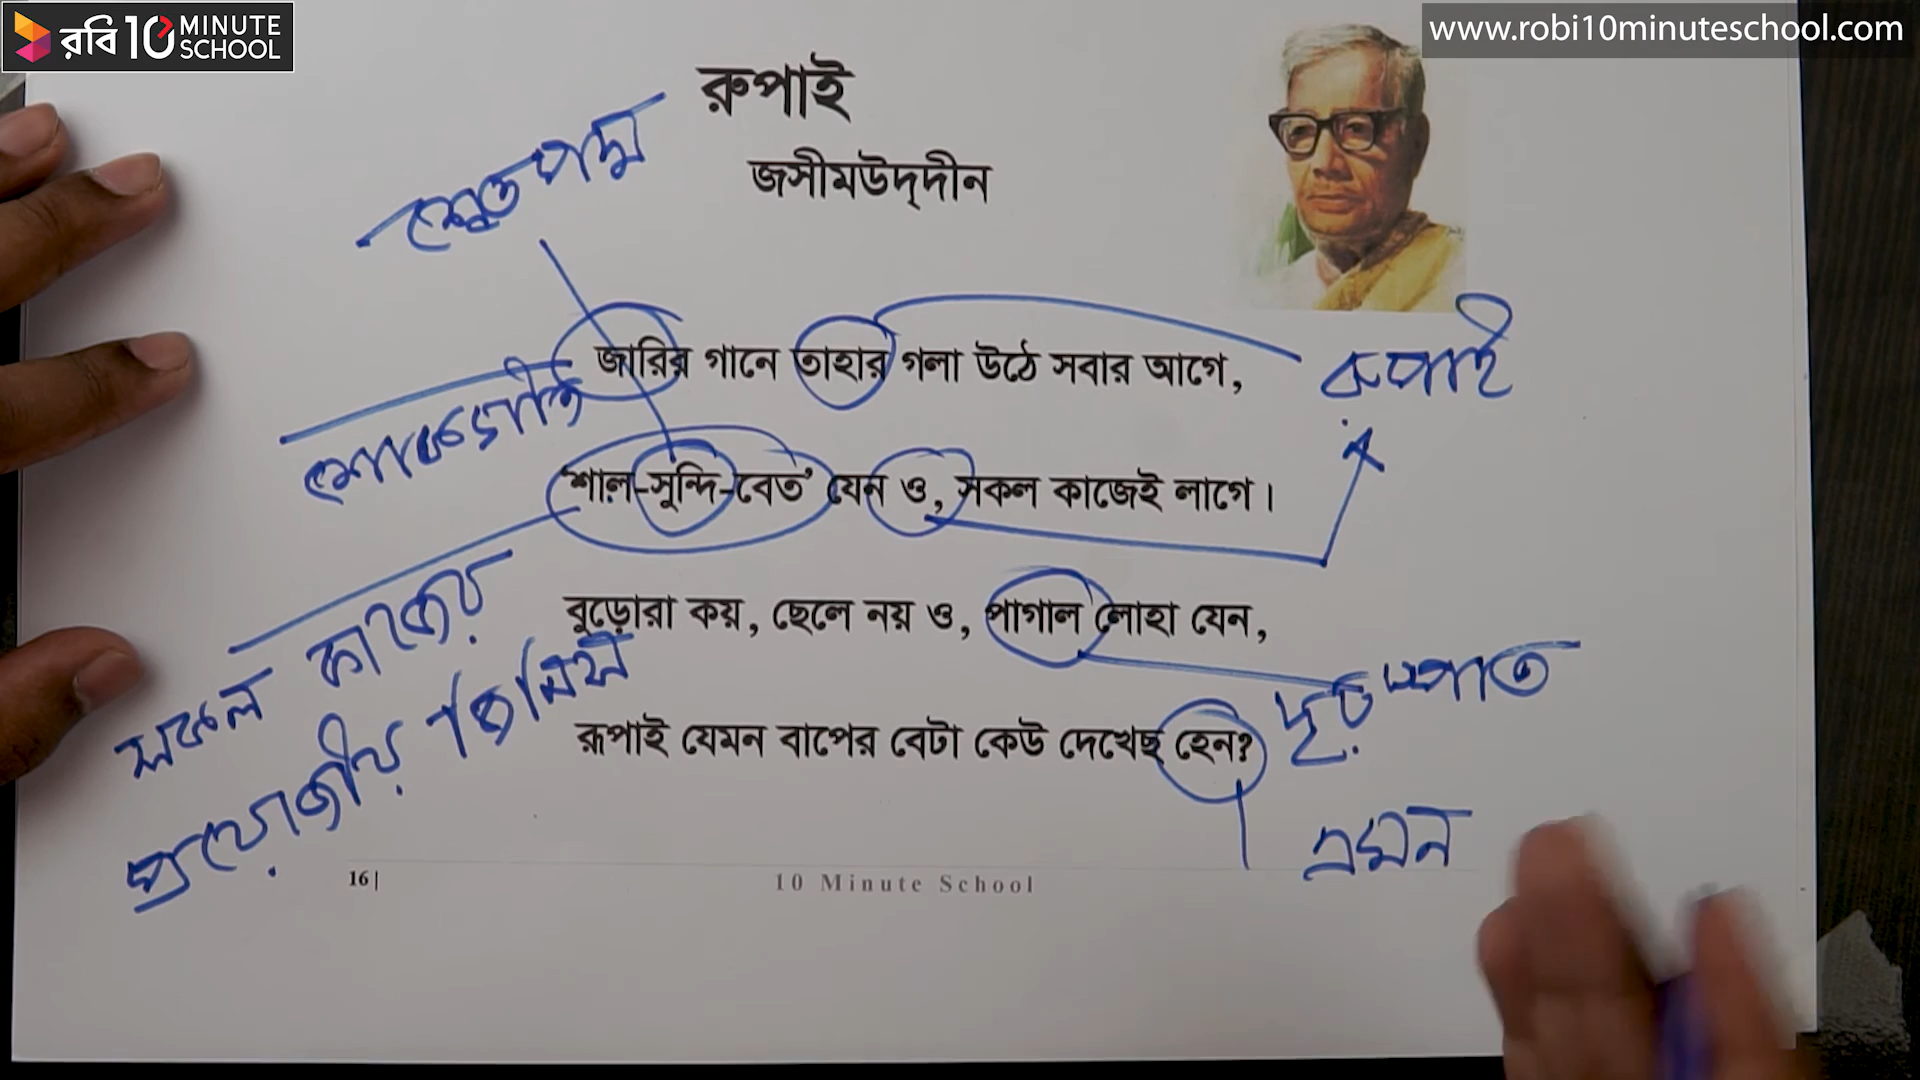 রবি 10 MINUTE SCHOOL
www.robi10minuteschool.com
রুপাই
জসীমউদ্‌দীন
শ্বেতপদ্ম
জারির গানে তাহার গলা উঠে সবার আগে,
রুপাই
শোকগীতি
‘শাল-সুন্দি-বেত’ যেন ও, সকল কাজেই লাগে।
বুড়োরা কয়, ছেলে নয় ও, পাগাল লোহা যেন,
সকল কাজের
প্রয়োজীয় জিনিস
ইস্পাত
রূপাই যেমন বাপের বেটা কেউ দেখেছ হেন?
এমন
16|
10 Minute School